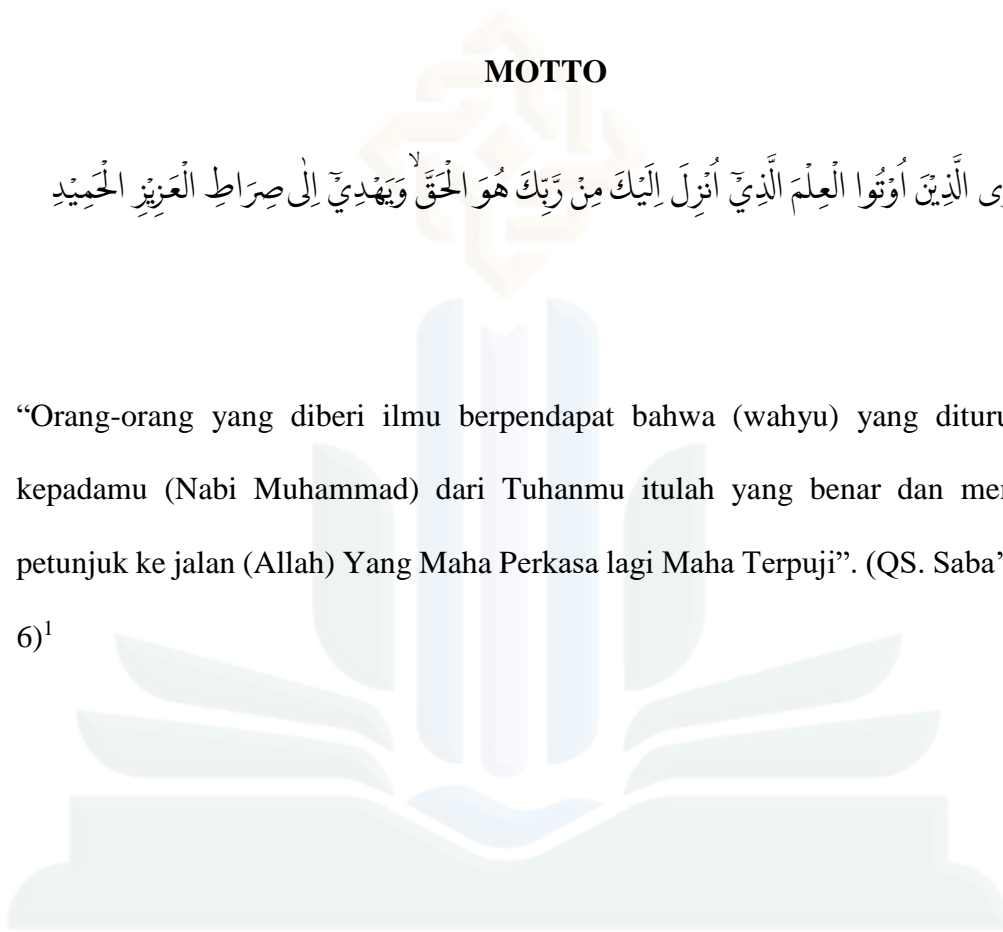 MOTTO
الَّذِيْنَ اُوْتُوا الْعِلْمَ الَّذِيْٓ اُنْزِلَ اِلَيْكَ مِنْ رَّبِّكَ هُوَ الْحَقَّۙ وَيَهْدِيْٓ اِلٰى صِرَاطِ الْعَزِيْزِ الْحَمِيْدِ
“Orang-orang yang diberi ilmu berpendapat bahwa (wahyu) yang
kepadamu (Nabi Muhammad) dari Tuhanmu itulah yang benar dan
petunjuk ke jalan (Allah) Yang Maha Perkasa lagi Maha Terpuji”. (QS. Saba’
6)¹